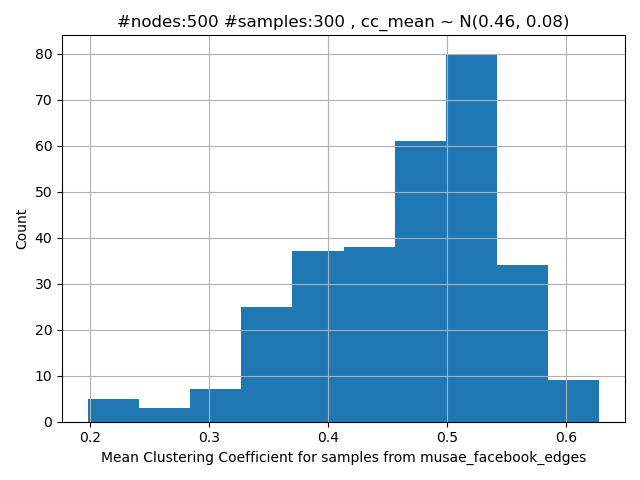 #nodes:500 #samples:300 , cc_mean ~ N(0.46, 0.08)
80
70
60
50
40
30
20
10
0
Count
0.2 0.3 0.4 0.5 0.6
Mean Clustering Coefficient for samples from musae_facebook_edges